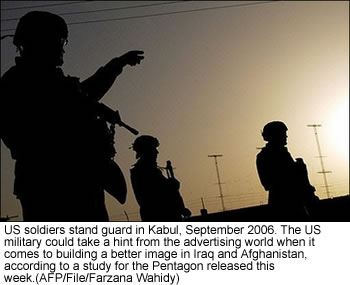 US soldiers stand guard in Kabul, September 2006. The US
military could take a hint from the advertising world when it
comes to building a better image in Iraq and Afghanistan,
according to a study for the Pentagon released this
week.(AFP/File/Farzana Wahidy)